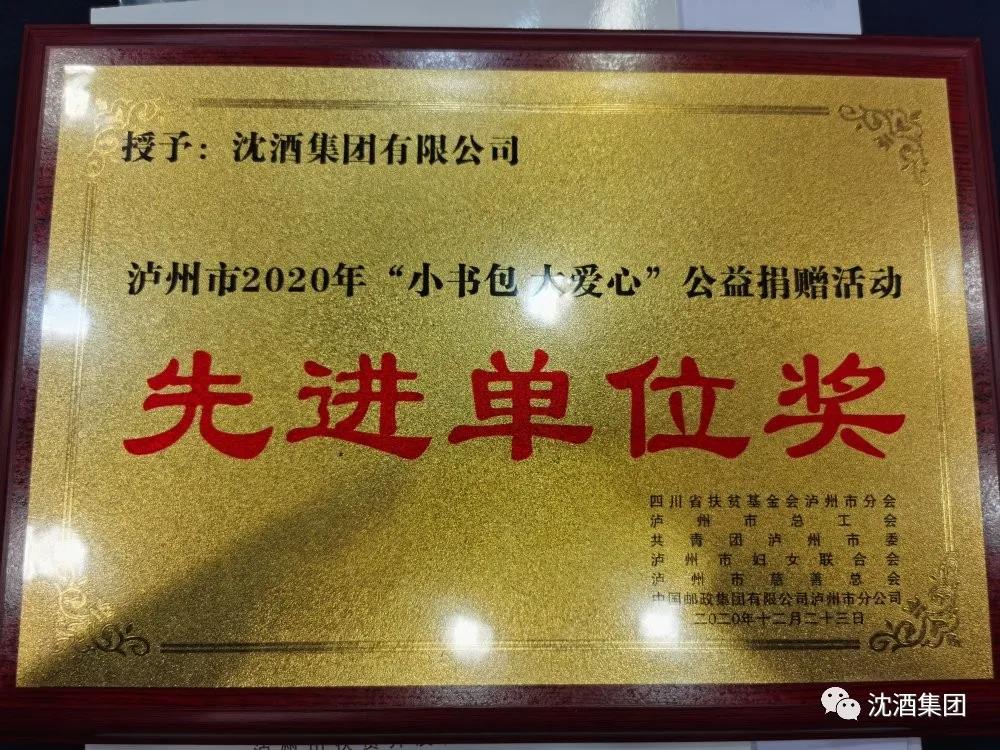 授予：沈酒集团有限公司
泸州市2020年“小书包 大爱心”公益捐赠活动
先进单位奖
四川省扶贫基金会泸州市分会
泸州市总工会
共青团泸州市委
泸州市妇女联合会
泸州市慈善总会
中国邮政集团有限公司泸州市分公司
二〇二〇年十二月二十三日
沈酒集团